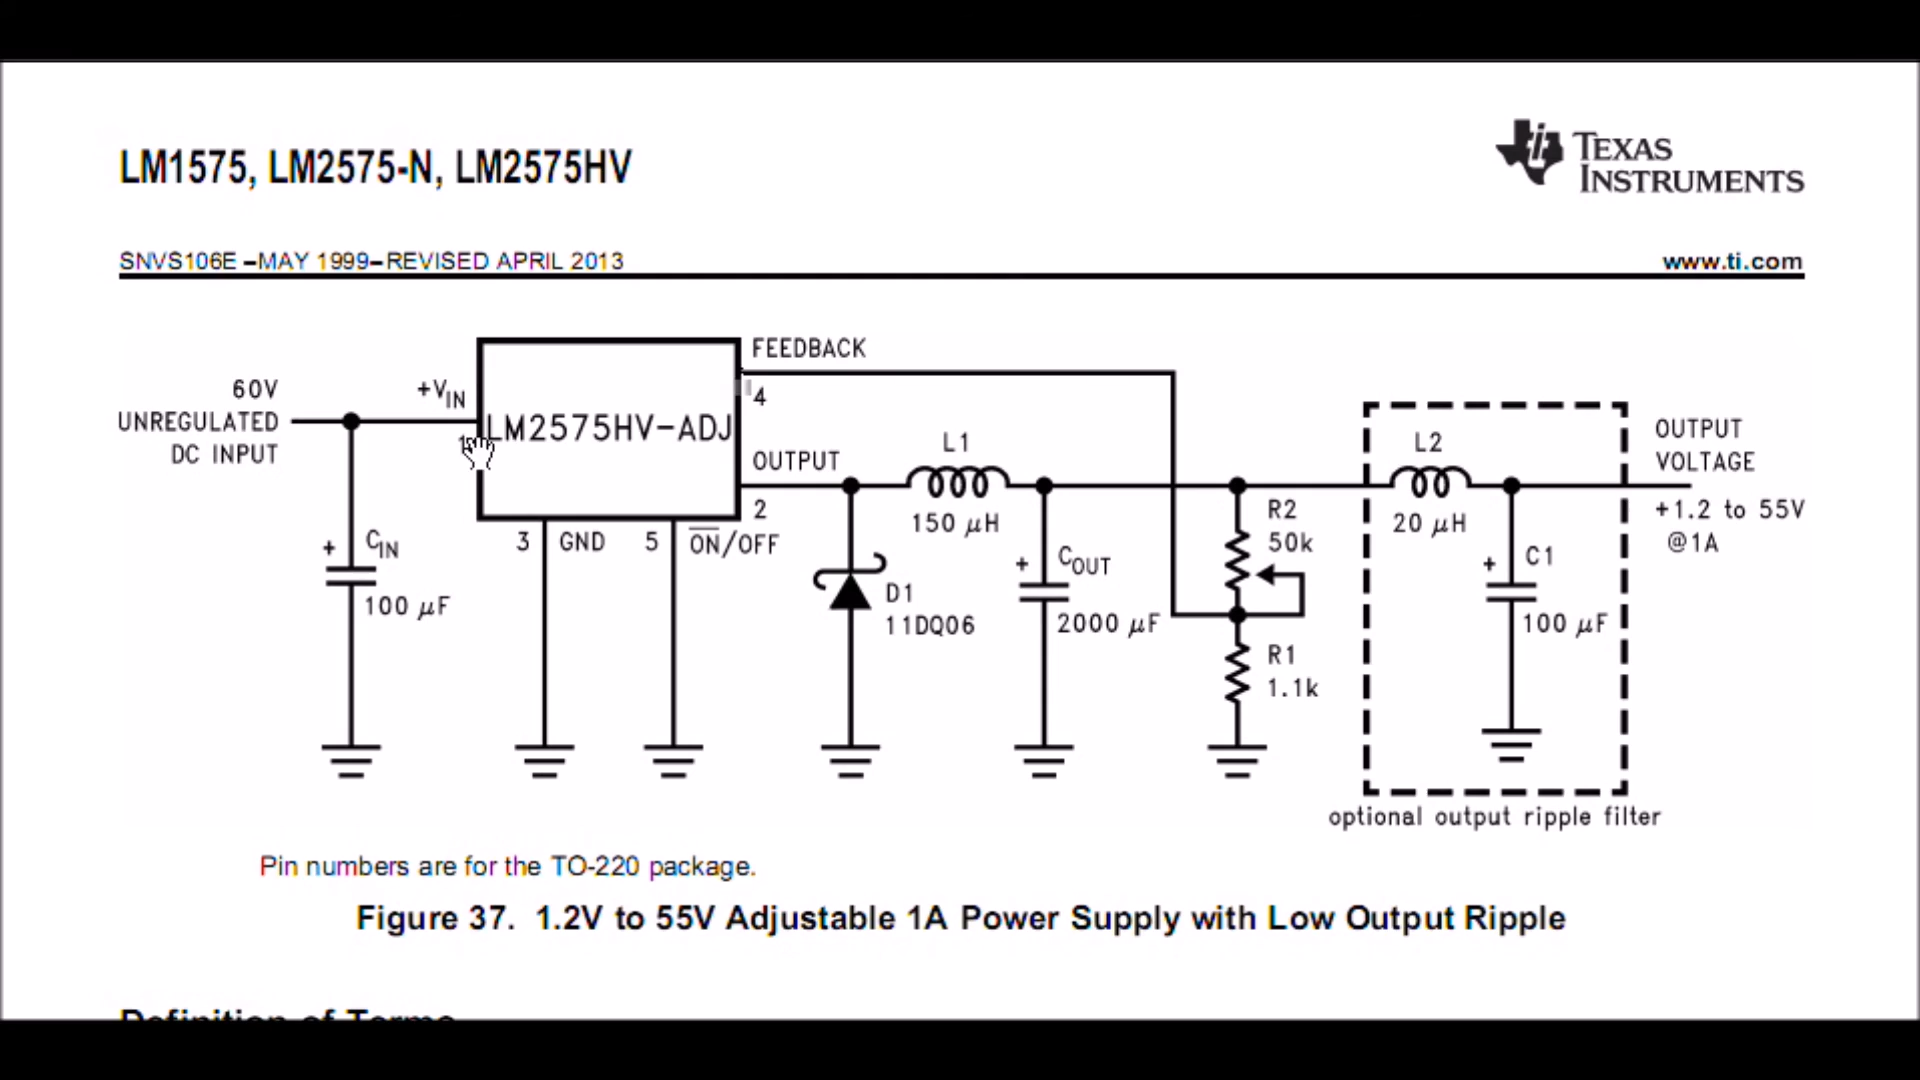 LM1575, LM2575-N, LM2575HV
TEXAS
INSTRUMENTS
SNVS106E –MAY 1999–REVISED APRIL 2013
www.ti.com
60V
UNREGULATED
DC INPUT
+VIN
LM2575HV-ADJ
FEEDBACK
4
OUTPUT
2
3 GND
5 ON/OFF
CIN
+
100 µF
D1
11DQ06
L1
150 µH
COUT
+
2000 µF
R2
50k
R1
1.1k
L2
20 µH
C1
+
100 µF
OUTPUT
VOLTAGE
+1.2 to 55V
@1A
optional output ripple filter
Pin numbers are for the TO-220 package.
Figure 37. 1.2V to 55V Adjustable 1A Power Supply with Low Output Ripple
Definition of Terms